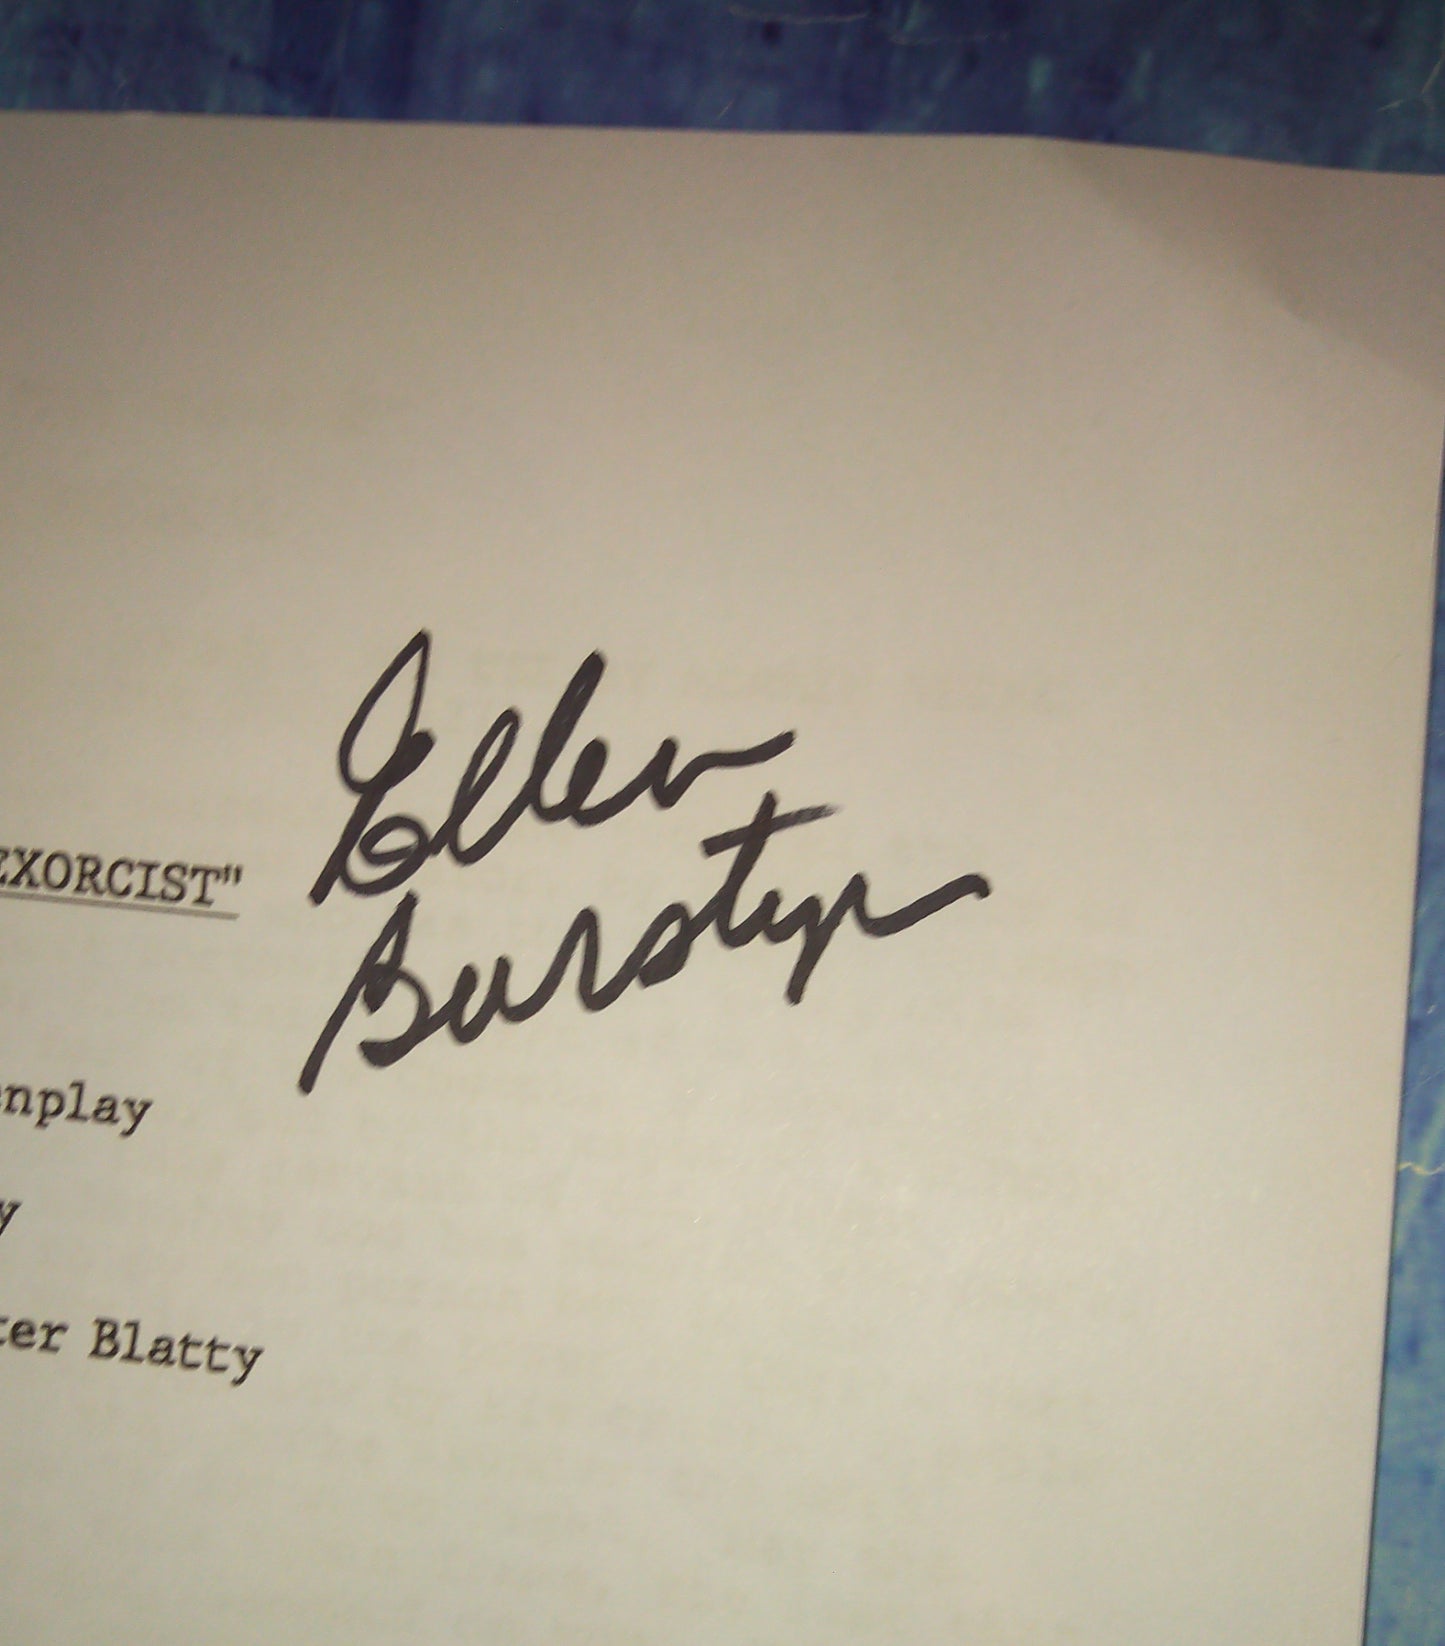 Ellen
Burstyn
EXORCIST"
nplay
y
ter Blatty